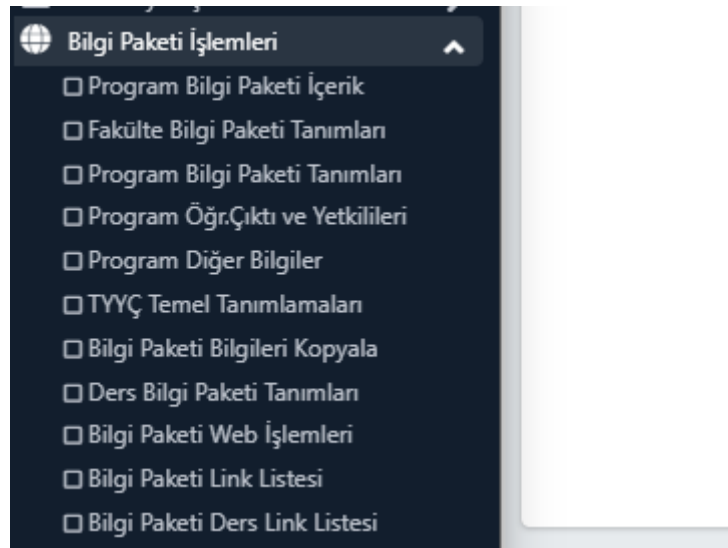 Bilgi Paketi İşlemleri
Program Bilgi Paketi İçerik
Fakülte Bilgi Paketi Tanımları
Program Bilgi Paketi Tanımları
Program Öğr.Çıktı ve Yetkilileri
Program Diğer Bilgiler
TYYÇ Temel Tanımlamaları
Bilgi Paketi Bilgileri Kopyala
Ders Bilgi Paketi Tanımları
Bilgi Paketi Web İşlemleri
Bilgi Paketi Link Listesi
Bilgi Paketi Ders Link Listesi